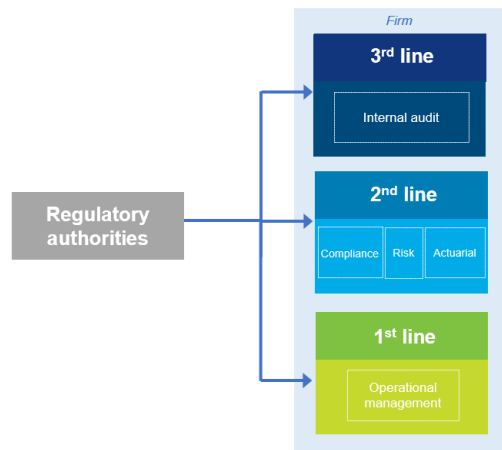 Firm
3rd line
Internal audit
Regulatory
authorities
2nd line
Compliance
Risk
Actuarial
1st line
Operational
management